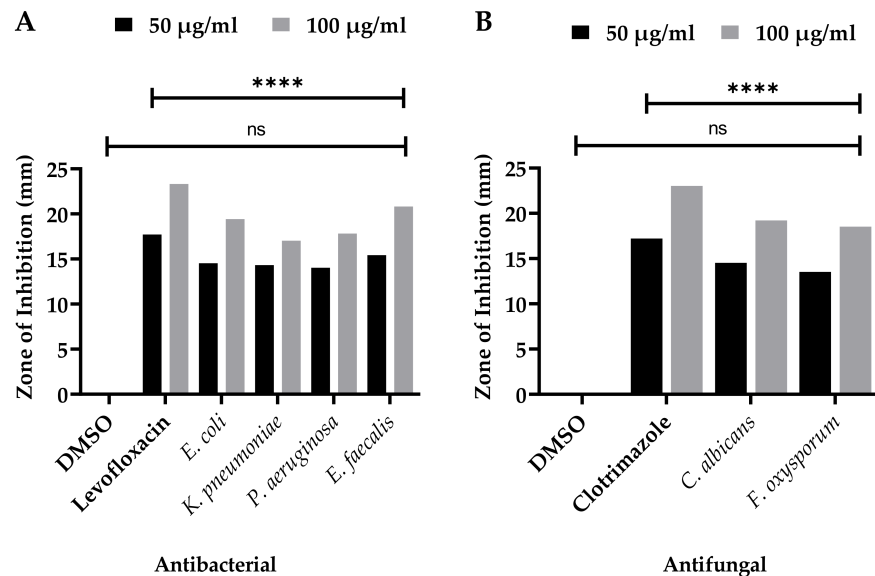 A
50 μg/ml 100 μg/ml
****
ns
Zone of Inhibition (mm)
25
20
15
10
5
0
DMSO
Levofloxacin
E. coli
K. pneumoniae
P. aeruginosa
E. faecalis
Antibacterial
B
50 μg/ml 100 μg/ml
****
ns
Zone of Inhibition (mm)
25
20
15
10
5
0
DMSO
Clotrimazole
C. albicans
F. oxysporum
Antifungal